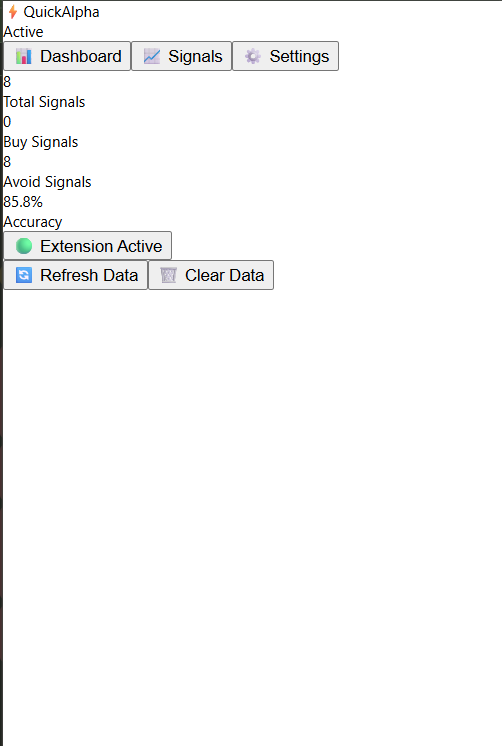 ⚡ QuickAlpha
Active
📊 Dashboard 📈 Signals ⚙️ Settings
8
Total Signals
0
Buy Signals
8
Avoid Signals
85.8%
Accuracy
🟢 Extension Active
🔄 Refresh Data 🗑️ Clear Data